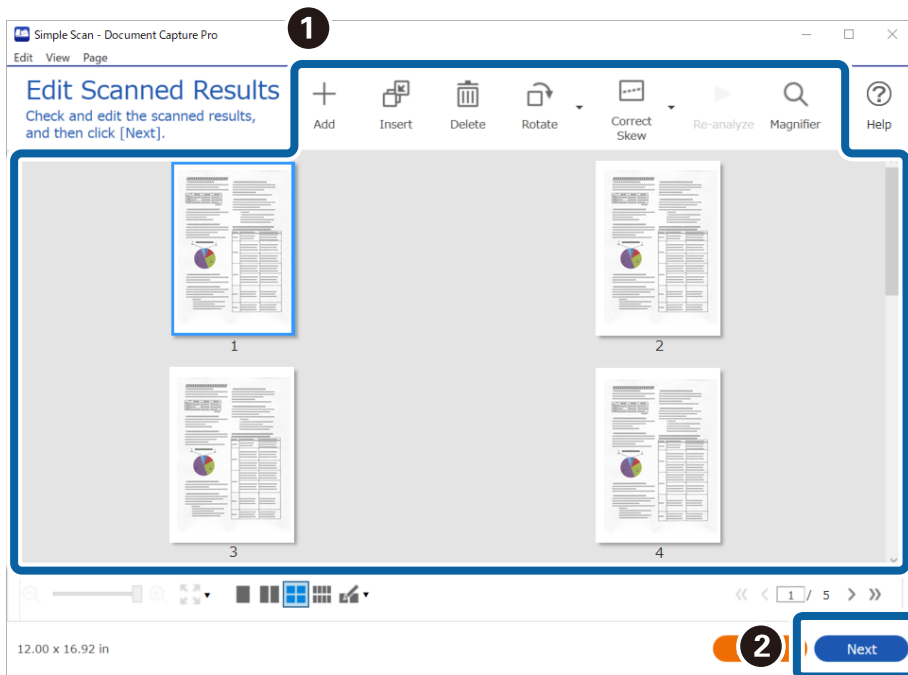 1
Simple Scan - Document Capture Pro
Edit View Page
Edit Scanned Results
Check and edit the scanned results,
and then click [Next].
Add
Insert
Delete
Rotate
Correct
Skew
Re-analyze
Magnifier
Help
1
2
3
4
1 / 5
12.00 x 16.92 in
2
Next